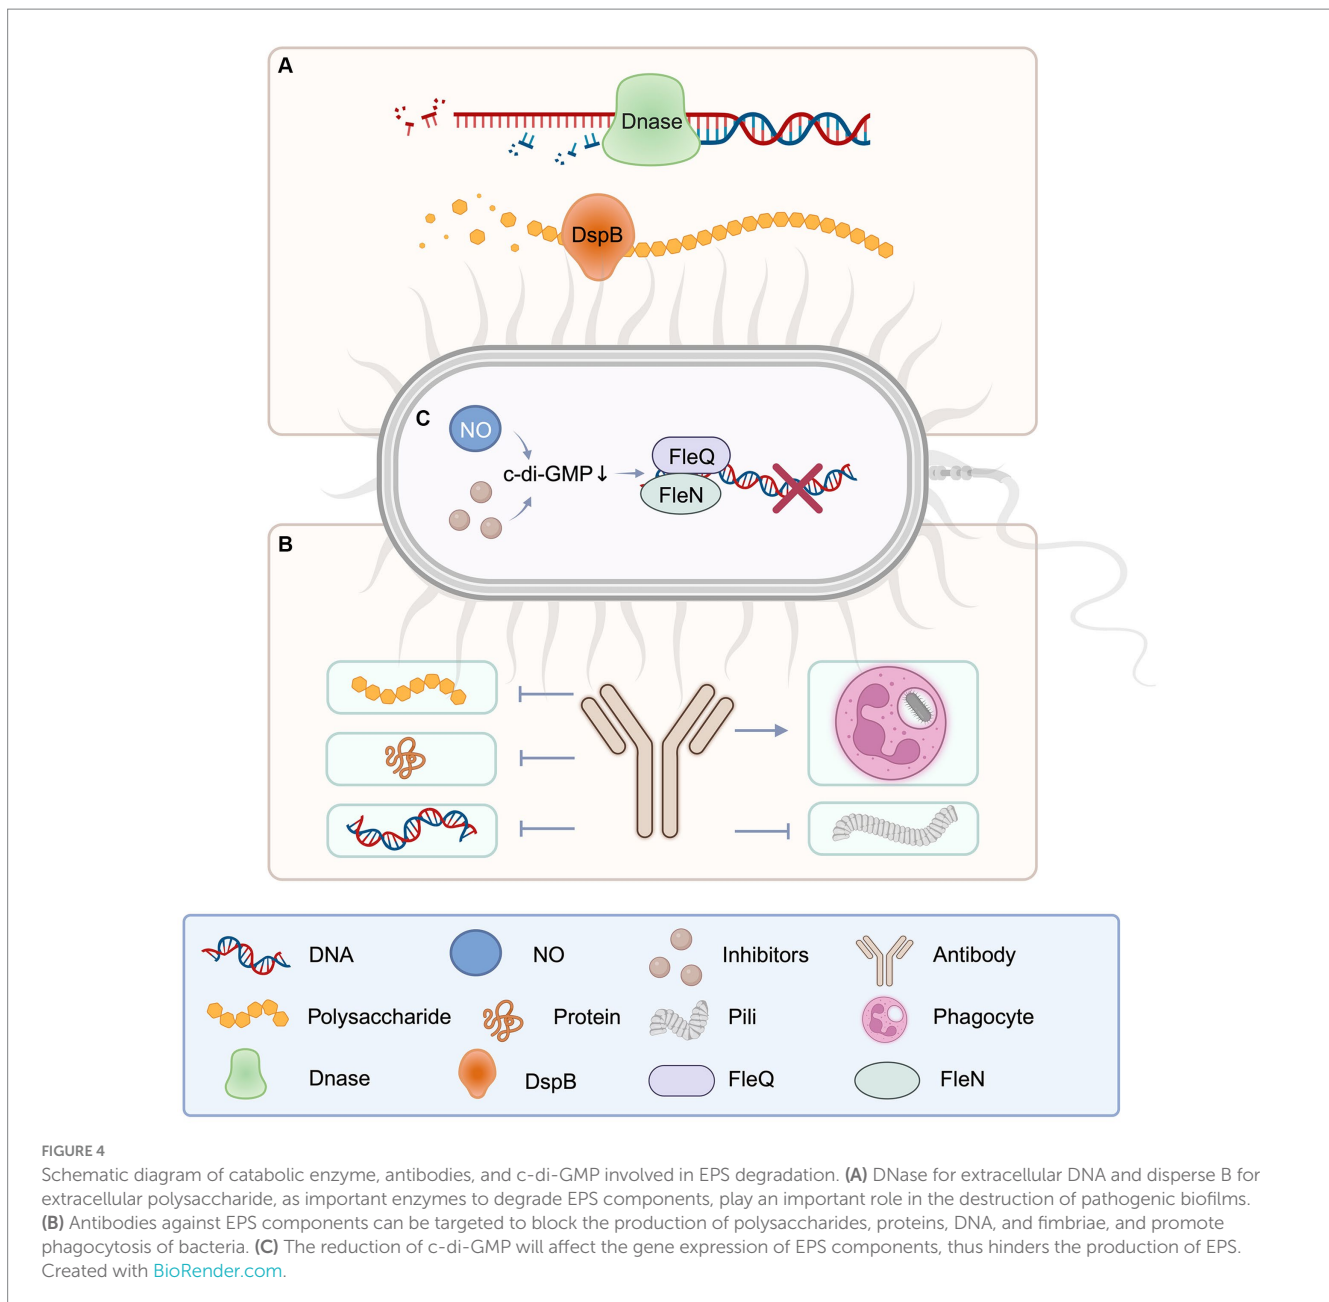 A
Dnase
DspB
C
NO
c-di-GMP↓
FleQ
FleN
B
DNA
NO
Inhibitors
Antibody
Polysaccharide
Protein
Pili
Phagocyte
Dnase
DspB
FleQ
FleN
FIGURE 4
Schematic diagram of catabolic enzyme, antibodies, and c-di-GMP involved in EPS degradation. (A) DNase for extracellular DNA and disperse B for
extracellular polysaccharide, as important enzymes to degrade EPS components, play an important role in the destruction of pathogenic biofilms.
(B) Antibodies against EPS components can be targeted to block the production of polysaccharides, proteins, DNA, and fimbriae, and promote
phagocytosis of bacteria. (C) The reduction of c-di-GMP will affect the gene expression of EPS components, thus hinders the production of EPS.
Created with BioRender.com.